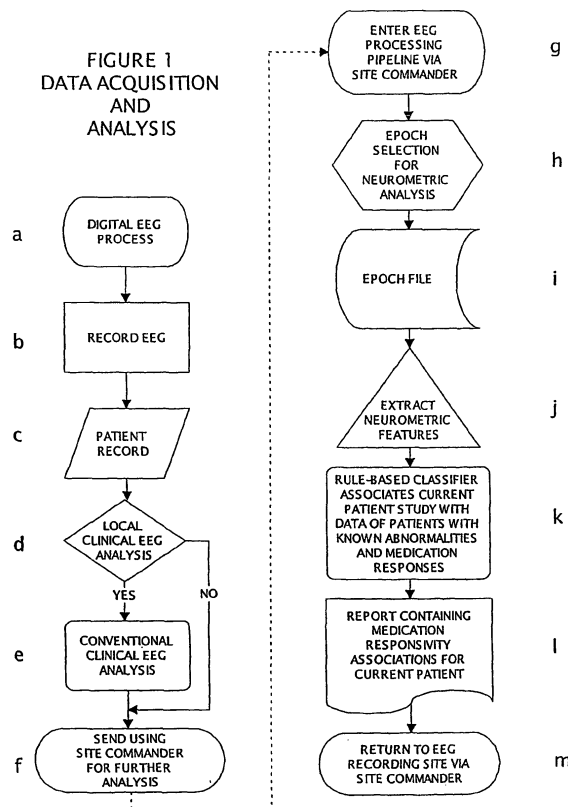 FIGURE 1
DATA ACQUISITION
AND
ANALYSIS
a
DIGITAL EEG
PROCESS
b
RECORD EEG
c
PATIENT
RECORD
d
LOCAL
CLINICAL EEG
ANALYSIS
YES
NO
e
CONVENTIONAL
CLINICAL EEG
ANALYSIS
f
SEND USING
SITE COMMANDER
FOR FURTHER
ANALYSIS
ENTER EEG
PROCESSING
PIPELINE VIA
SITE COMMANDER
g
EPOCH
SELECTION
FOR
NEUROMETRIC
ANALYSIS
h
EPOCH FILE
i
EXTRACT
NEUROMETRIC
FEATURES
j
RULE-BASED CLASSIFIER
ASSOCIATES CURRENT
PATIENT STUDY WITH
DATA OF PATIENTS WITH
KNOWN ABNORMALITIES
AND MEDICATION
RESPONSES
k
REPORT CONTAINING
MEDICATION
RESPONSIVITY
ASSOCIATIONS FOR
CURRENT PATIENT
l
RETURN TO EEG
RECORDING SITE VIA
SITE COMMANDER
m